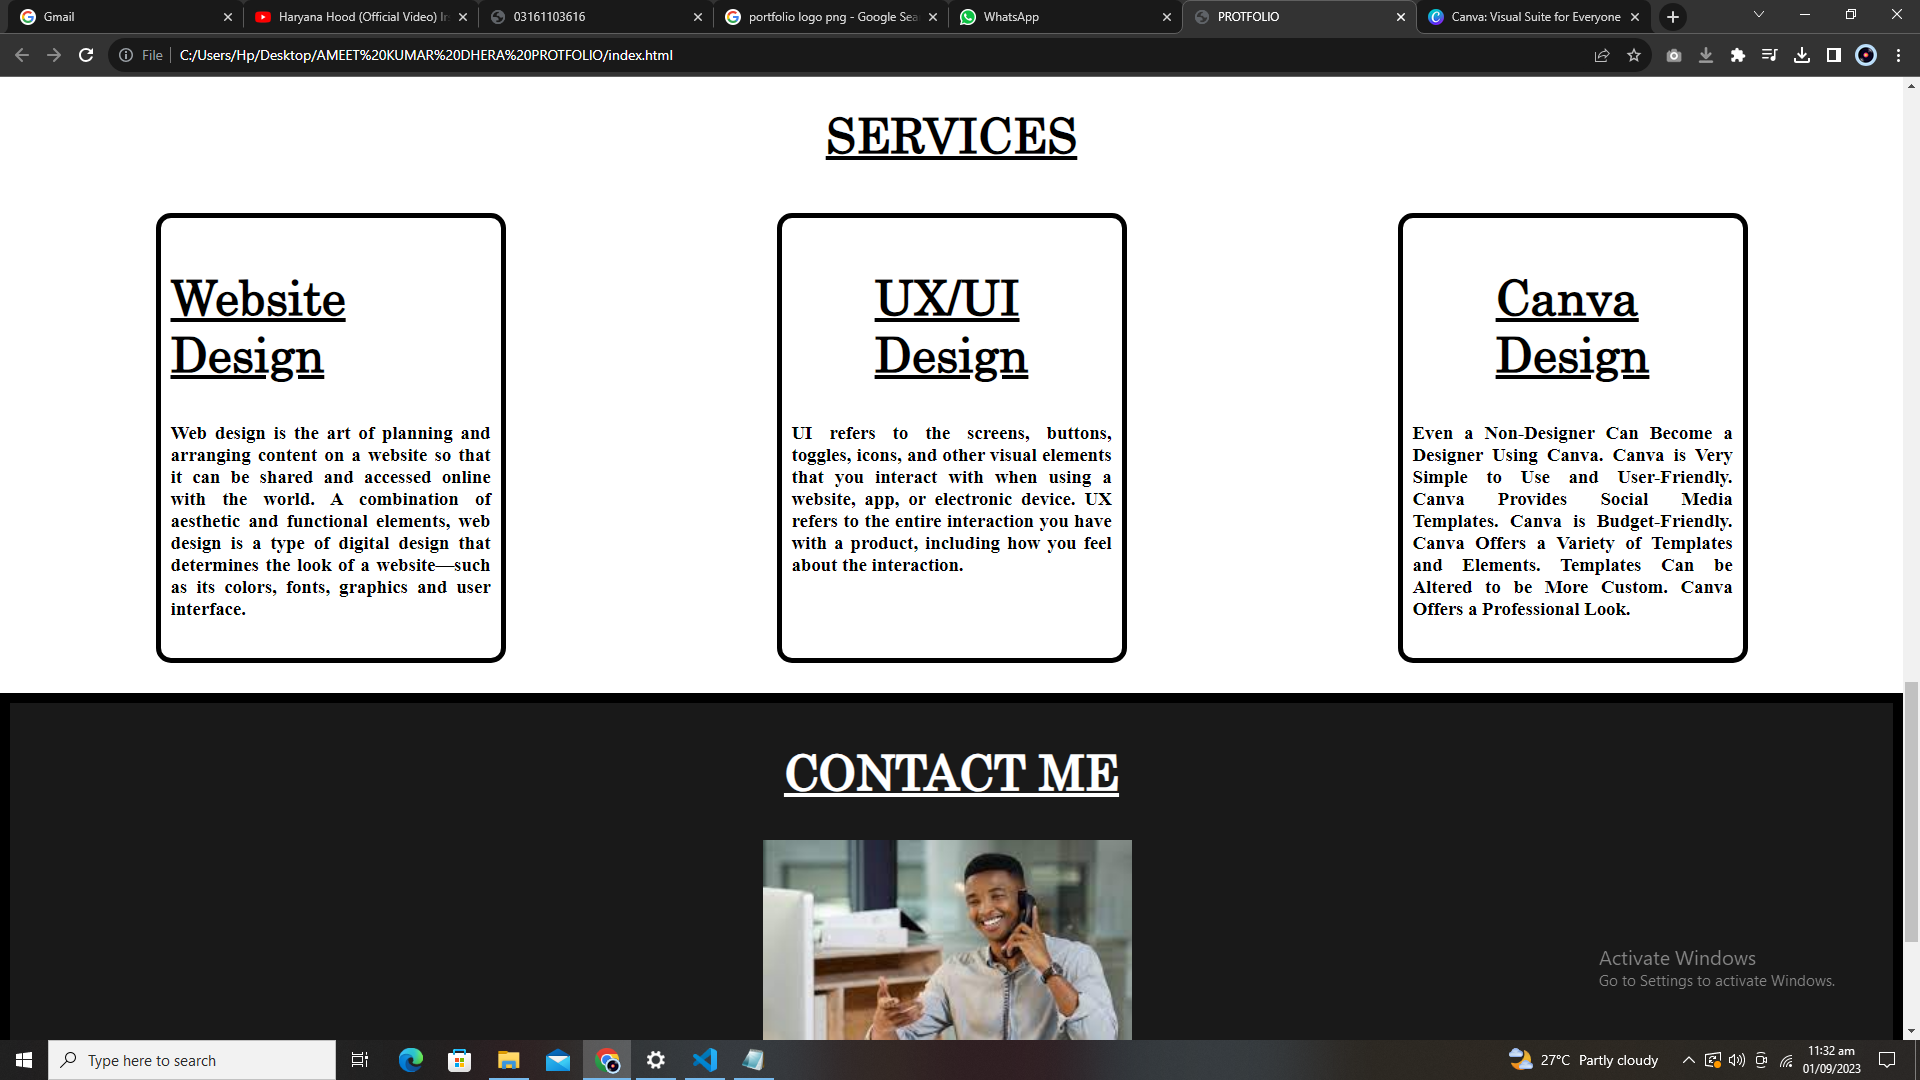 Gmail
Haryana Hood (Official Video) Ir
03161103616
portfolio logo png - Google Sea
WhatsApp
PROTFOLIO
Canva: Visual Suite for Everyone
File
C:/Users/Hp/Desktop/AMEET%20KUMAR%20DHERA%20PROTFOLIO/index.html
SERVICES
Website
Design
Web design is the art of planning and
arranging content on a website so that
it can be shared and accessed online
with the world. A combination of
aesthetic and functional elements, web
design is a type of digital design that
determines the look of a website—such
as its colors, fonts, graphics and user
interface.
UX/UI
Design
UI refers to the screens, buttons,
toggles, icons, and other visual elements
that you interact with when using a
website, app, or electronic device. UX
refers to the entire interaction you have
with a product, including how you feel
about the interaction.
Canva
Design
Even a Non-Designer Can Become a
Designer Using Canva. Canva is Very
Simple to Use and User-Friendly.
Canva Provides Social Media
Templates. Canva is Budget-Friendly.
Canva Offers a Variety of Templates
and Elements. Templates Can be
Altered to be More Custom. Canva
Offers a Professional Look.
CONTACT ME
Activate Windows
Go to Settings to activate Windows.
Type here to search
27°C Partly cloudy
11:32 am
01/09/2023